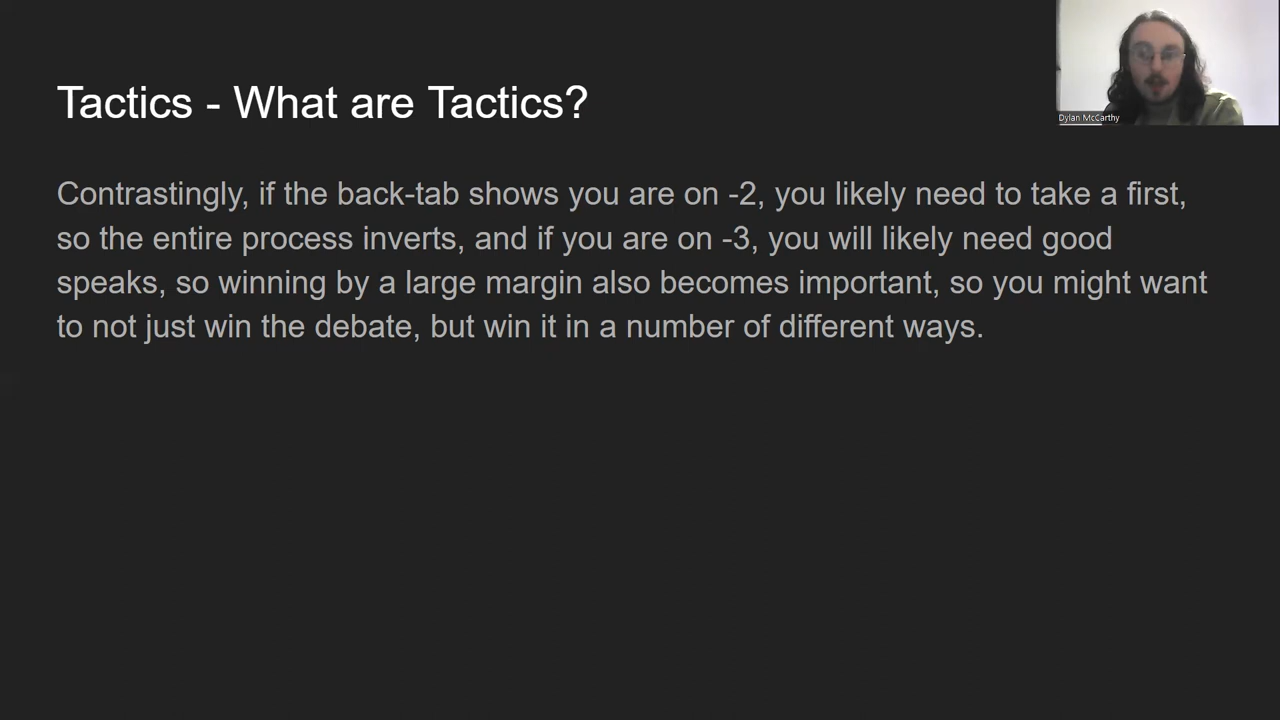 Tactics - What are Tactics?
Dylan McCarthy
Contrastingly, if the back-tab shows you are on -2, you likely need to take a first,
so the entire process inverts, and if you are on -3, you will likely need good
speaks, so winning by a large margin also becomes important, so you might want
to not just win the debate, but win it in a number of different ways.